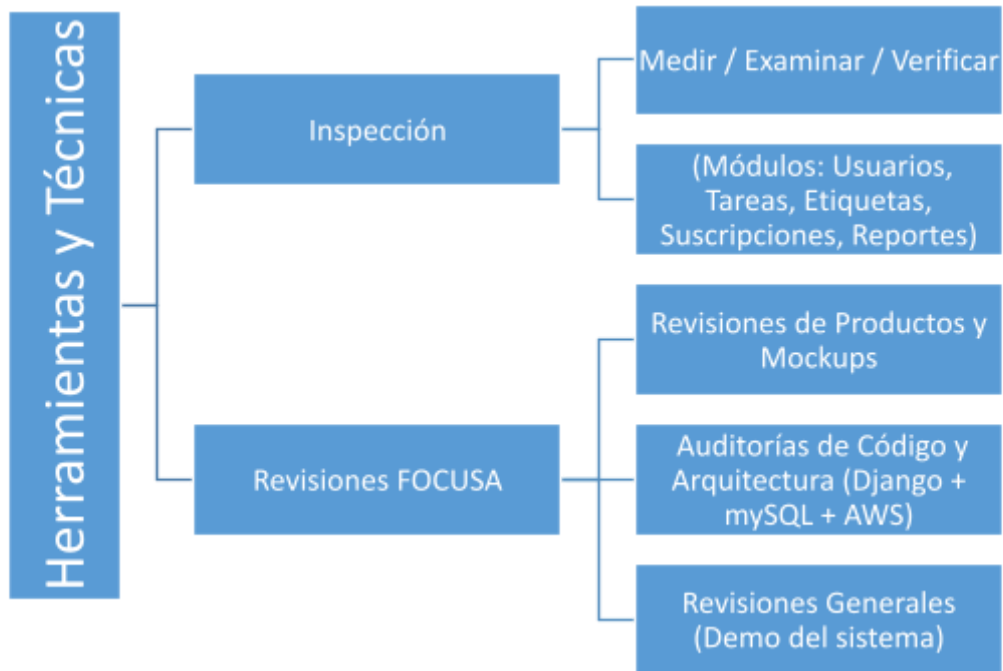 Herramientas y Técnicas
Inspección
Medir / Examinar / Verificar
(Módulos: Usuarios,
Tareas, Etiquetas,
Suscripciones, Reportes)
Revisiones FOCUSA
Revisiones de Productos y
Mockups
Auditorías de Código y
Arquitectura (Django +
mySQL + AWS)
Revisiones Generales
(Demo del sistema)